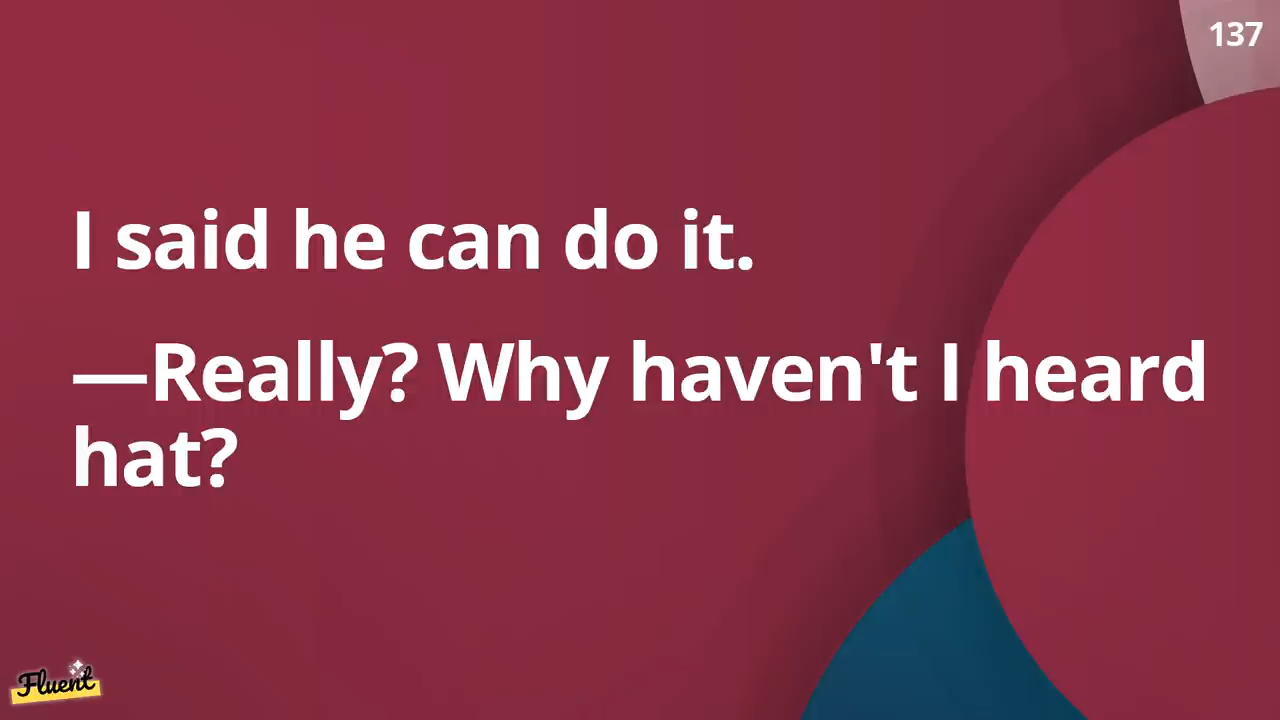 137
I said he can do it.
—Really? Why haven't I heard
hat?
Fluent